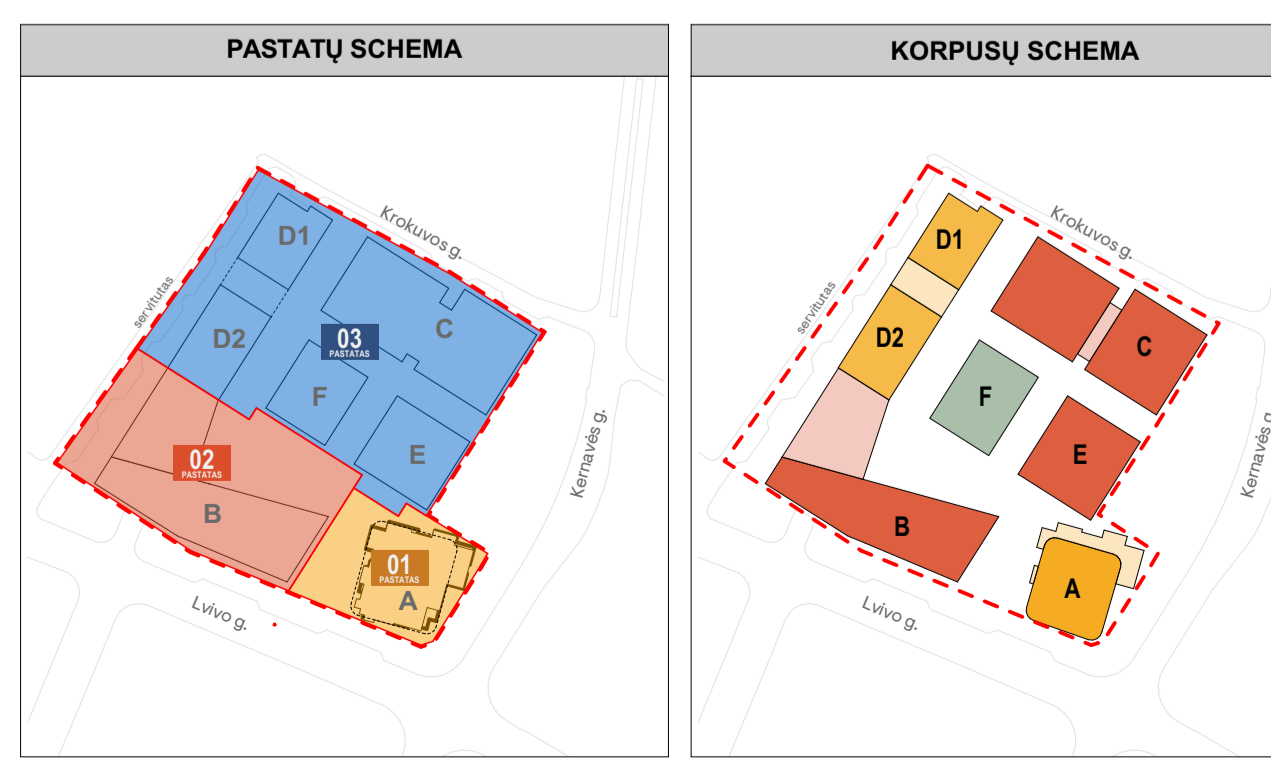 PASTATŲ SCHEMA
Krokuvos g.
D1
servitutas
D2
03
PASTATAS
C
F
E
Kernavės g.
02
PASTATAS
B
01
PASTATAS
A
Lvivo g.
KORPUSŲ SCHEMA
Krokuvos g.
D1
servitutas
D2
C
F
E
Kernavės g.
B
A
Lvivo g.